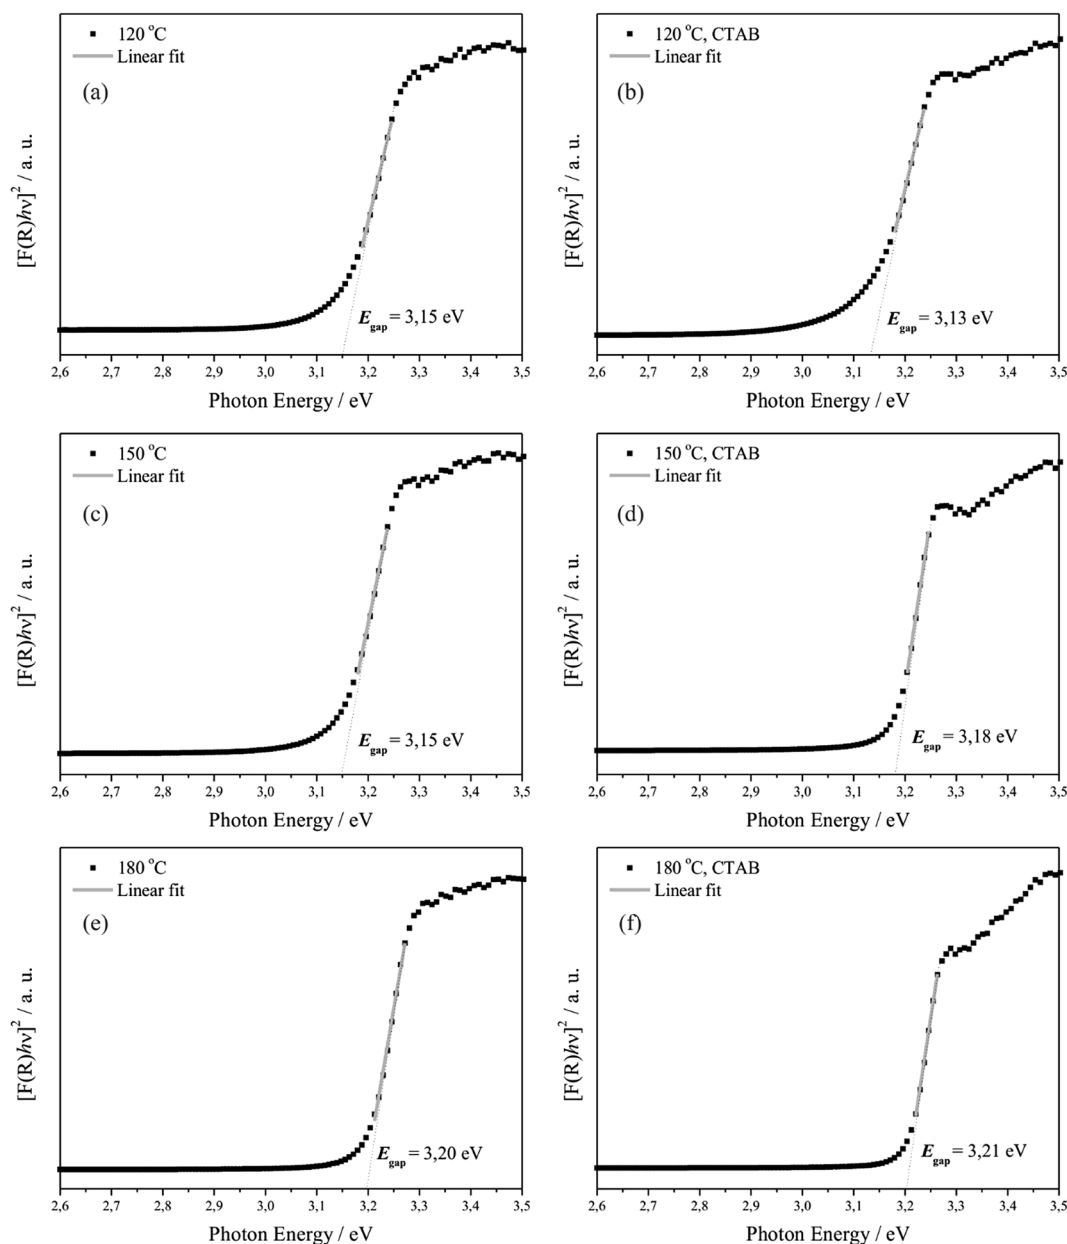 120 °C
Linear fit
(a)
[F(R)hν]² / a. u.
E_gap = 3,15 eV
2,6 2,7 2,8 2,9 3,0 3,1 3,2 3,3 3,4 3,5
Photon Energy / eV
120 °C, CTAB
Linear fit
(b)
[F(R)hν]² / a. u.
E_gap = 3,13 eV
2,6 2,7 2,8 2,9 3,0 3,1 3,2 3,3 3,4 3,5
Photon Energy / eV
150 °C
Linear fit
(c)
[F(R)hν]² / a. u.
E_gap = 3,15 eV
2,6 2,7 2,8 2,9 3,0 3,1 3,2 3,3 3,4 3,5
Photon Energy / eV
150 °C, CTAB
Linear fit
(d)
[F(R)hν]² / a. u.
E_gap = 3,18 eV
2,6 2,7 2,8 2,9 3,0 3,1 3,2 3,3 3,4 3,5
Photon Energy / eV
180 °C
Linear fit
(e)
[F(R)hν]² / a. u.
E_gap = 3,20 eV
2,6 2,7 2,8 2,9 3,0 3,1 3,2 3,3 3,4 3,5
Photon Energy / eV
180 °C, CTAB
Linear fit
(f)
[F(R)hν]² / a. u.
E_gap = 3,21 eV
2,6 2,7 2,8 2,9 3,0 3,1 3,2 3,3 3,4 3,5
Photon Energy / eV